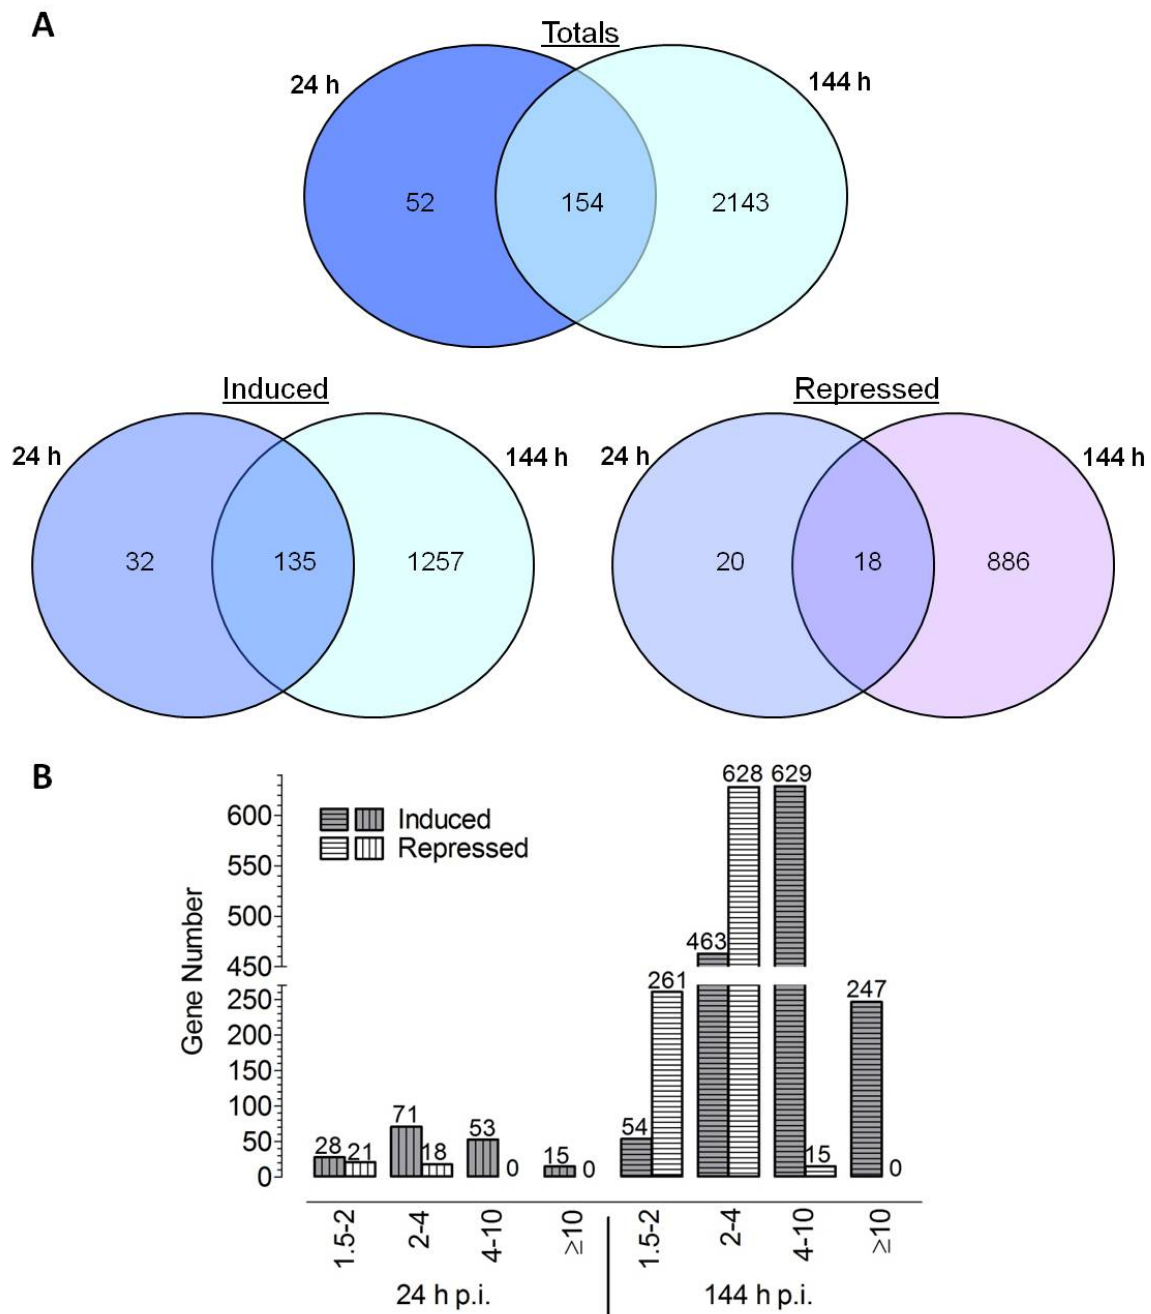 A
Totals
24 h
144 h
52
154
2143
Induced
Repressed
24 h
144 h
24 h
144 h
32
135
1257
20
18
886
B
Gene Number
600
550
500
450
250
200
150
100
50
0
Induced
Repressed
28
21
71
18
53
0
15
0
54
261
463
628
629
15
247
0
1.5-2
2-4
4-10
≥10
1.5-2
2-4
4-10
≥10
24 h p.i.
144 h p.i.